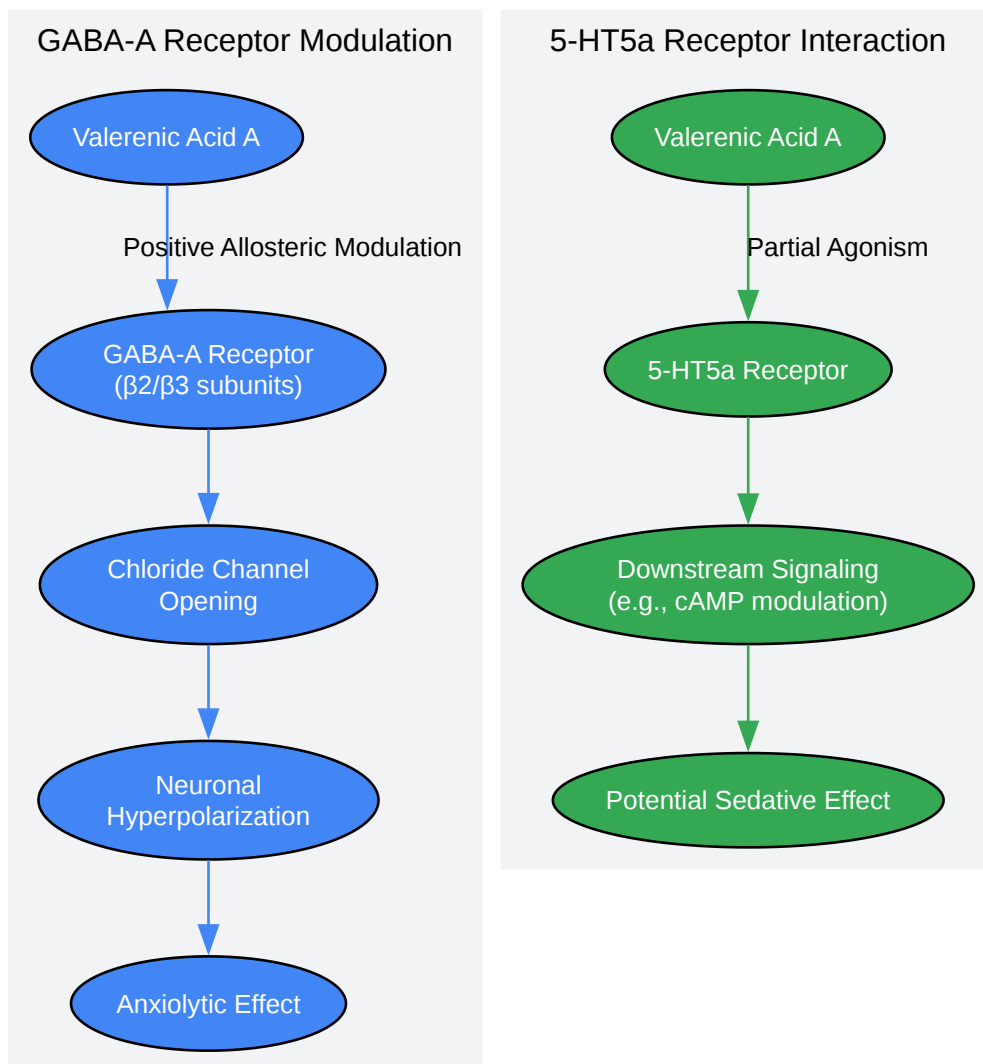 GABA-A Receptor Modulation
Valerenic Acid A
Positive Allosteric Modulation
GABA-A Receptor
(β2/β3 subunits)
Chloride Channel
Opening
Neuronal
Hyperpolarization
Anxiolytic Effect
5-HT5a Receptor Interaction
Valerenic Acid A
Partial Agonism
5-HT5a Receptor
Downstream Signaling
(e.g., cAMP modulation)
Potential Sedative Effect